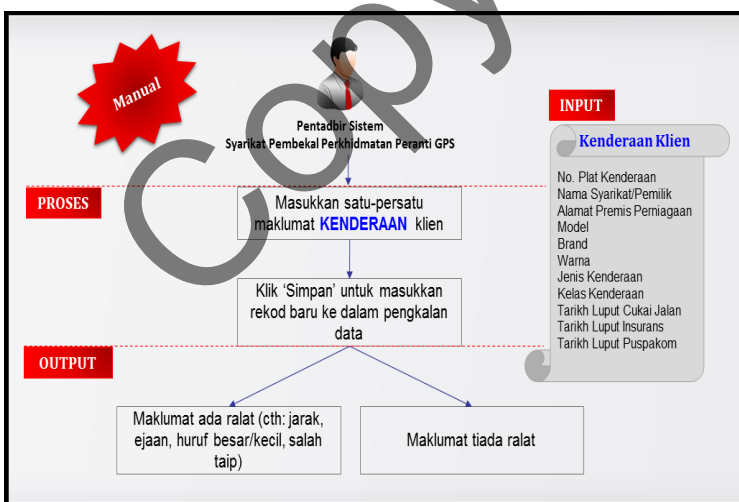 Manual
Pentadbir Sistem
Syarikat Pembekal Perkhidmatan Peranti GPS
INPUT
Kenderaan Klien
No. Plat Kenderaan
Nama Syarikat/Pemilik
Alamat Premis Perniagaan
Model
Brand
Warna
Jenis Kenderaan
Kelas Kenderaan
Tarikh Luput Cukai Jalan
Tarikh Luput Insurans
Tarikh Luput Puspakom
PROSES
Masukkan satu-persatu
maklumat KENDERAAN klien
Klik ‘Simpan’ untuk masukkan
rekod baru ke dalam pengkalan
data
OUTPUT
Maklumat ada ralat (cth: jarak,
ejaan, huruf besar/kecil, salah
taip)
Maklumat tiada ralat
Copy